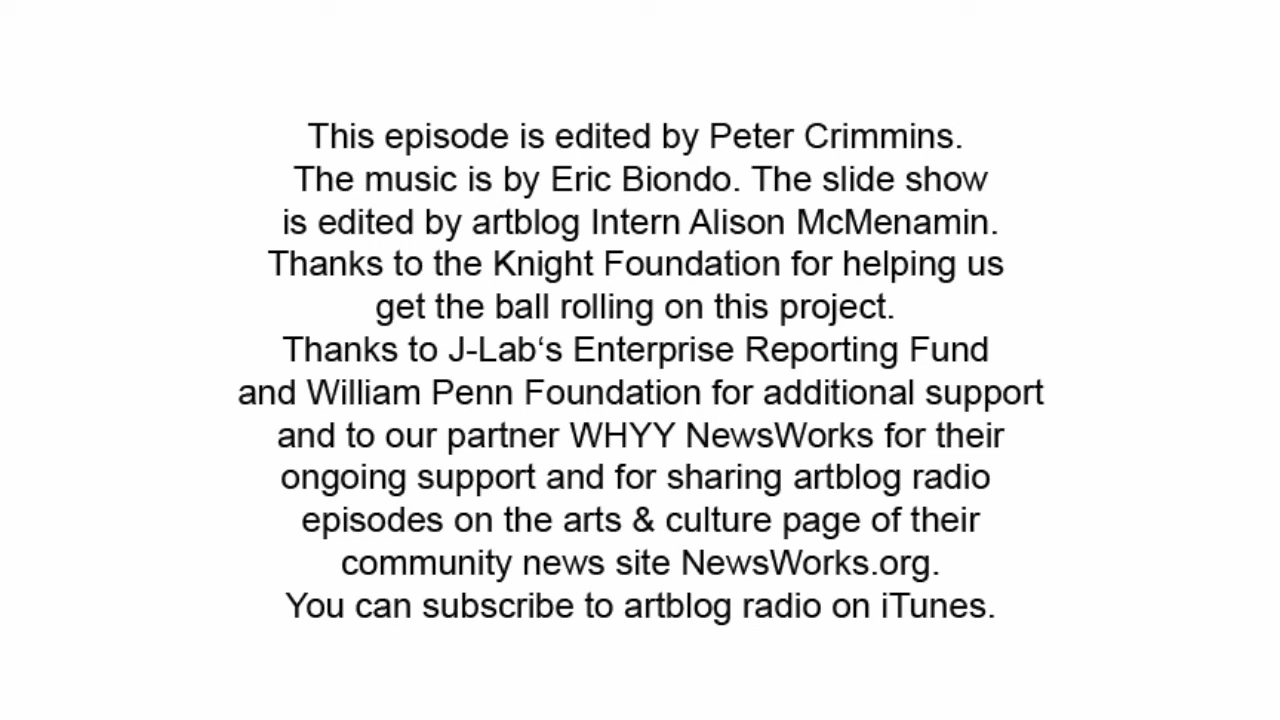 This episode is edited by Peter Crimmins.
The music is by Eric Biondo. The slide show
is edited by artblog Intern Alison McMenamin.
Thanks to the Knight Foundation for helping us
get the ball rolling on this project.
Thanks to J-Lab‘s Enterprise Reporting Fund
and William Penn Foundation for additional support
and to our partner WHYY NewsWorks for their
ongoing support and for sharing artblog radio
episodes on the arts & culture page of their
community news site NewsWorks.org.
You can subscribe to artblog radio on iTunes.